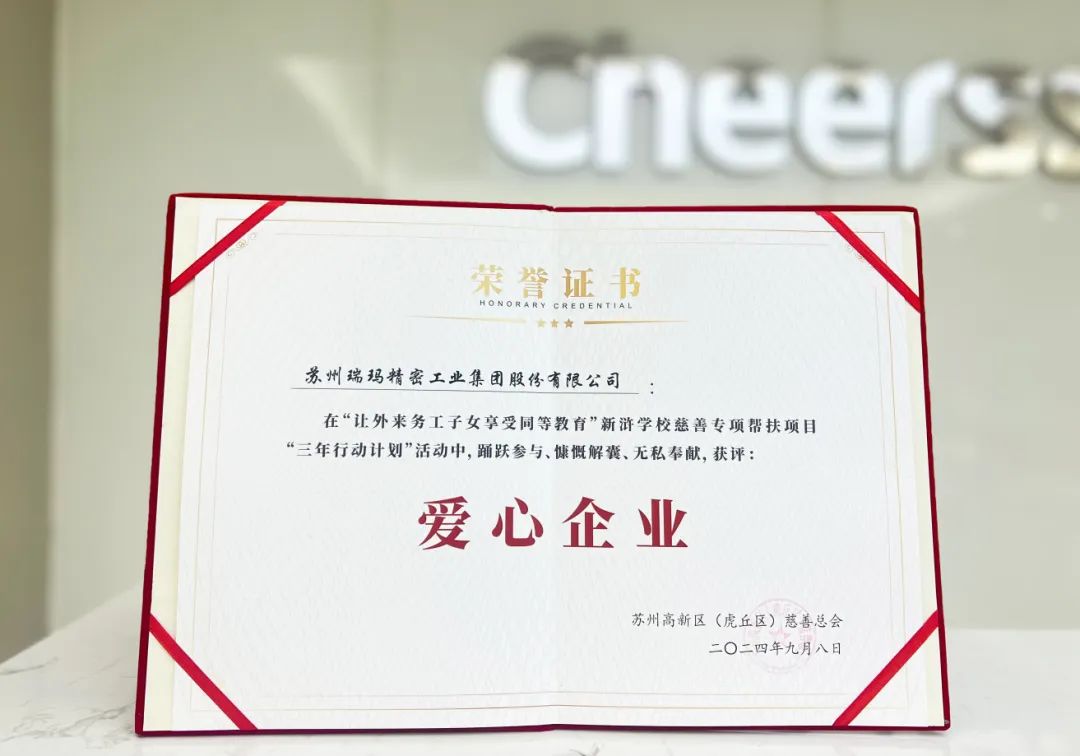 Cheerss
荣誉证书
HONORARY CREDENTIAL
苏州瑞玛精密工业集团股份有限公司：
在“让外来务工子女享受同等教育”新浒学校慈善专项帮扶项目
“三年行动计划”活动中，踊跃参与、慷慨解囊、无私奉献，获评：
爱心企业
苏州高新区（虎丘区）慈善总会
二〇二四年九月八日